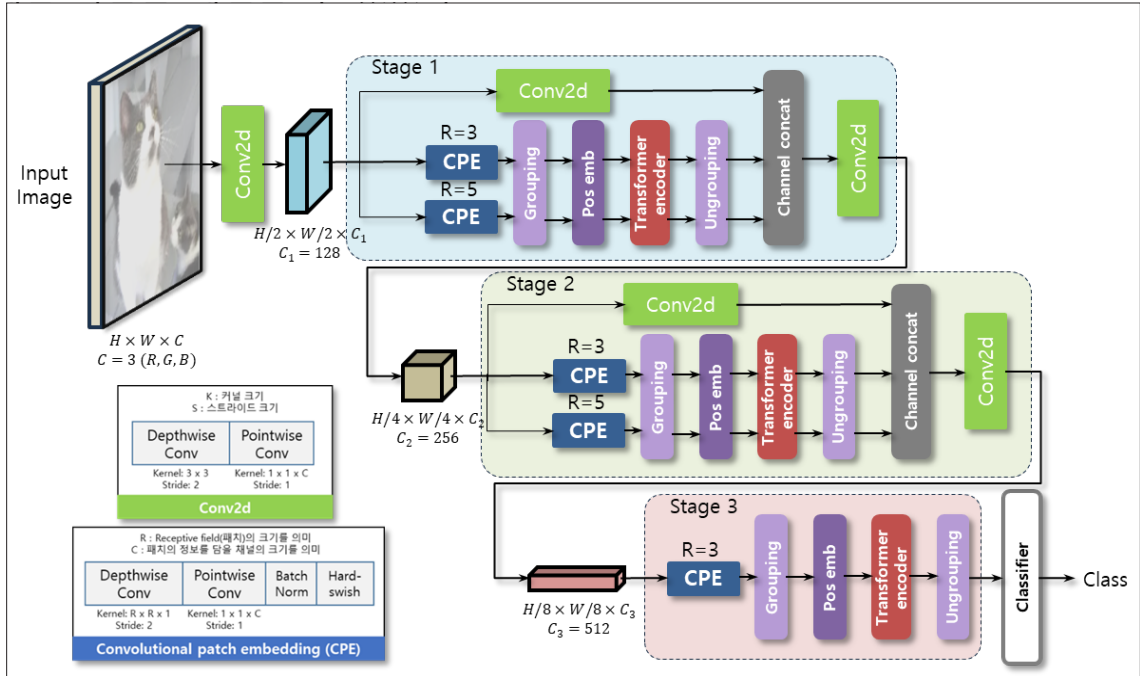 Input
Image
H × W × C
C = 3 (R, G, B)
Conv2d
H/2 × W/2 × C₁
C₁ = 128
Stage 1
Conv2d
R=3
CPE
R=5
CPE
Grouping
Pos emb
Transformer
encoder
Ungrouping
Channel concat
Conv2d
H/4 × W/4 × C₂
C₂ = 256
Stage 2
Conv2d
R=3
CPE
R=5
CPE
Grouping
Pos emb
Transformer
encoder
Ungrouping
Channel concat
Conv2d
H/8 × W/8 × C₃
C₃ = 512
Stage 3
R=3
CPE
Grouping
Pos emb
Transformer
encoder
Ungrouping
Classifier
Class
K : 커널 크기
S : 스트라이드 크기
Depthwise
Conv
Pointwise
Conv
Kernel: 3 x 3
Stride: 2
Kernel: 1 x 1 x C
Stride: 1
Conv2d
R : Receptive field(패치)의 크기를 의미
C : 패치의 정보를 담을 채널의 크기를 의미
Depthwise
Conv
Pointwise
Conv
Batch
Norm
Hard-
swish
Kernel: R x R x 1
Stride: 2
Kernel: 1 x 1 x C
Stride: 1
Convolutional patch embedding (CPE)